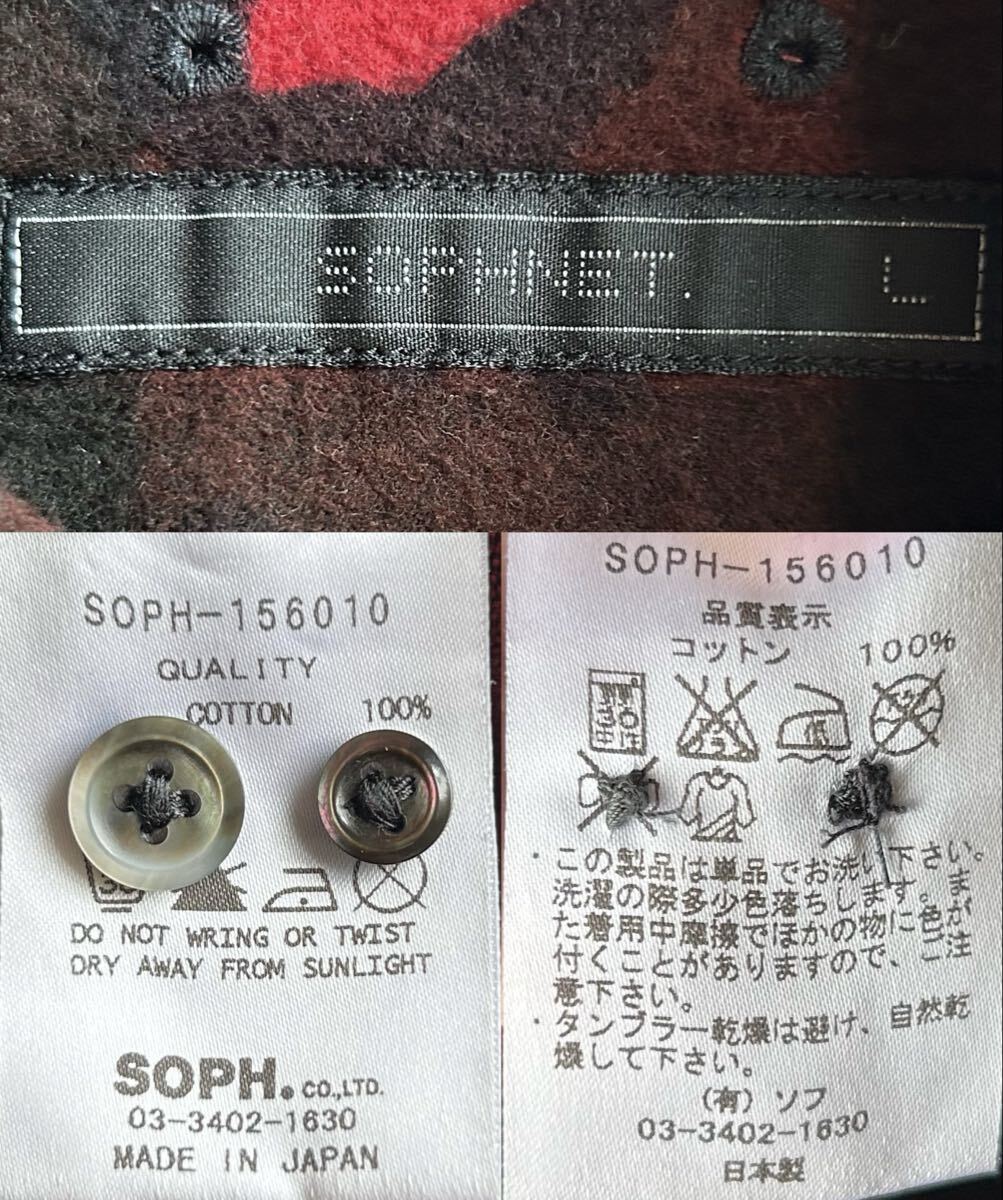 SOPHNET. L
SOPH-156010
QUALITY
COTTON 100%
DO NOT WRING OR TWIST
DRY AWAY FROM SUNLIGHT
SOPH. CO.,LTD.
03-3402-1630
MADE IN JAPAN
SOPH-156010
品質表示
コットン 100%
・この製品は単品でお洗い下さい。
洗濯の際多少色落ちします。ま
た着用中摩擦でほかの物に色が
付くことがありますので、ご注
意下さい。
・タンブラー乾燥は避け、自然乾
燥して下さい。
(有) ソフ
03-3402-1630
日本製